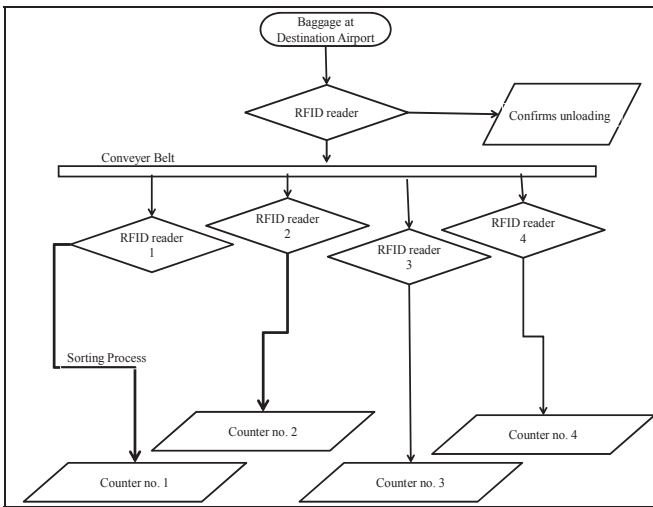 Baggage at
Destination Airport
RFID reader
Confirms unloading
Conveyer Belt
RFID reader
1
RFID reader
2
RFID reader
3
RFID reader
4
Sorting Process
Counter no. 2
Counter no. 4
Counter no. 1
Counter no. 3